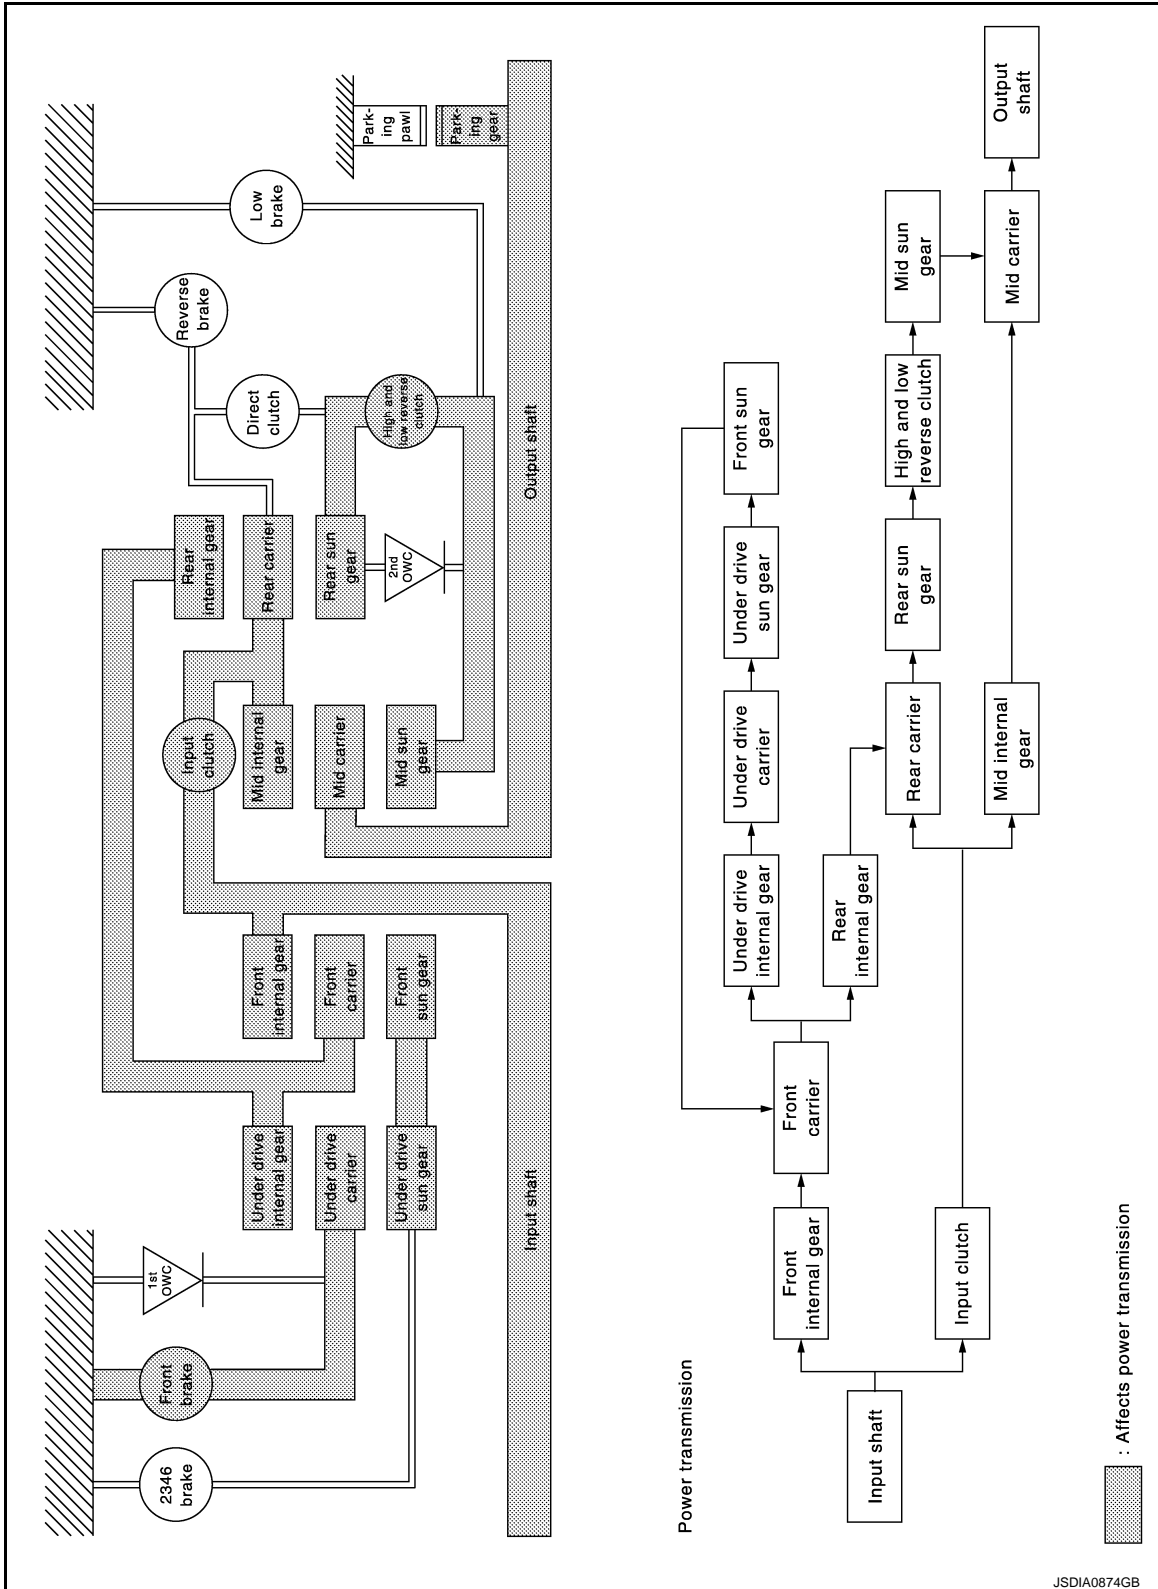 2346
brake
Front
brake
1st
OWC
Under drive
internal gear
Under drive
carrier
Under drive
sun gear
Input shaft
Front
internal gear
Front
carrier
Front
sun gear
Input
clutch
Mid internal
gear
Mid carrier
Mid sun
gear
Rear
internal gear
Rear carrier
Rear sun
gear
2nd
OWC
Direct
clutch
High and
low reverse
clutch
Reverse
brake
Low
brake
Output shaft
Park-
ing
pawl
Park-
ing
gear
Power transmission
Input shaft
Front
internal gear
Input clutch
Front
carrier
Under drive
internal gear
Under drive
carrier
Under drive
sun gear
Front sun
gear
Rear
internal gear
Rear carrier
Rear sun
gear
High and low
reverse clutch
Mid sun
gear
Mid internal
gear
Mid carrier
Output
shaft
: Affects power transmission
JSDIA0874GB